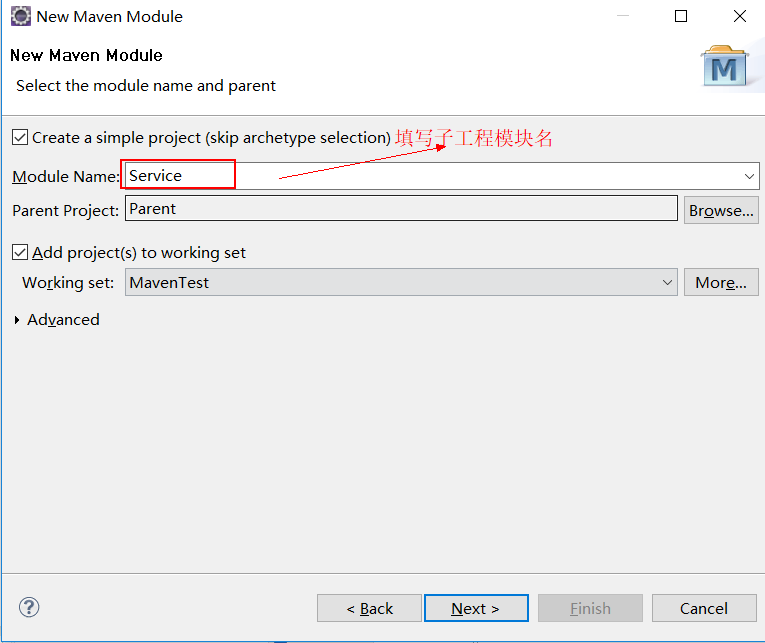 New Maven Module
New Maven Module
Select the module name and parent
M
Create a simple project (skip archetype selection) 填写子工程模块名
Module Name: Service
Parent Project: Parent Browse...
Add project(s) to working set
Working set: MavenTest More...
Advanced
? < Back Next > Finish Cancel